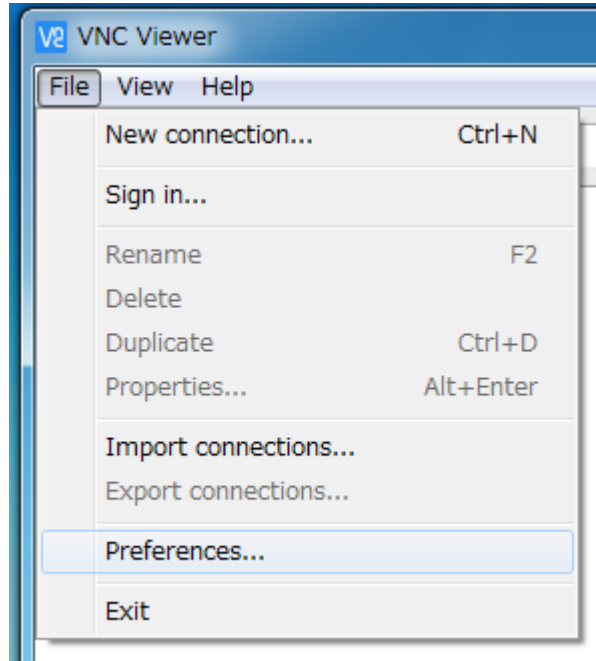 VNC Viewer
File View Help
New connection... Ctrl+N
Sign in...
Rename F2
Delete
Duplicate Ctrl+D
Properties... Alt+Enter
Import connections...
Export connections...
Preferences...
Exit